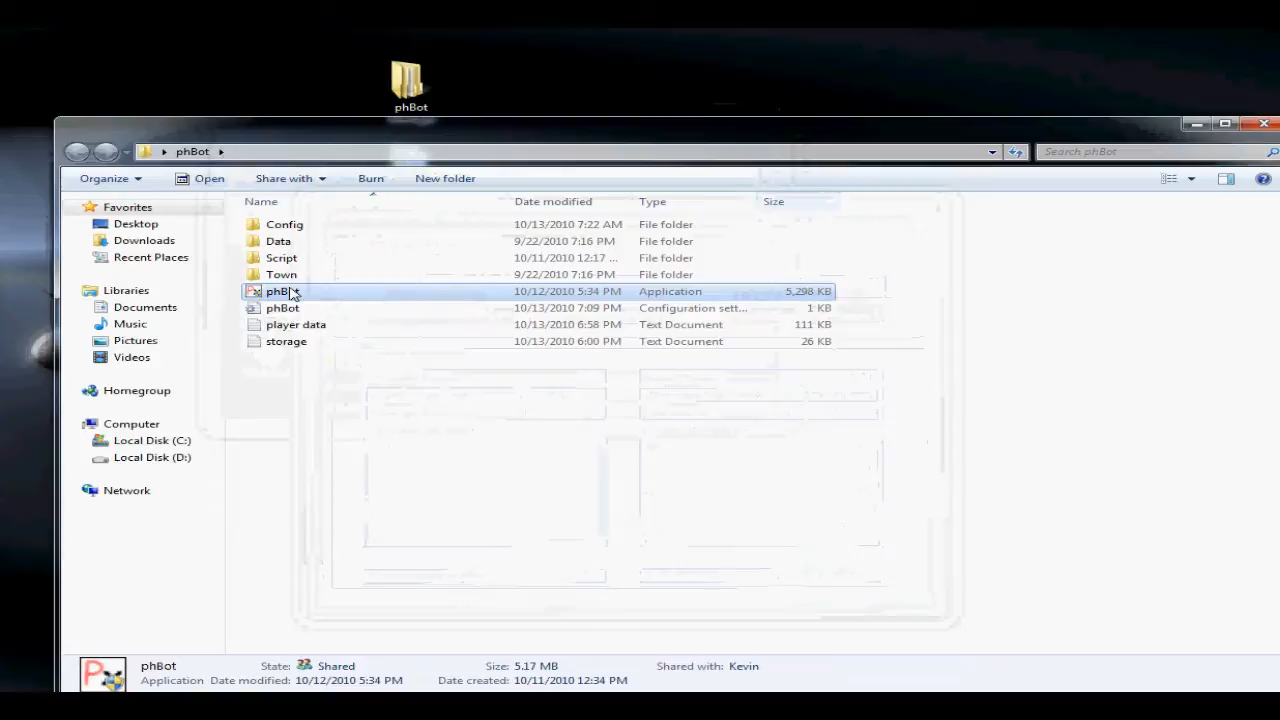 phBot
phBot
Search phBot
Organize Open Share with Burn New folder
Name Date modified Type Size
Favorites
Desktop
Downloads
Recent Places
Libraries
Documents
Music
Pictures
Videos
Homegroup
Computer
Local Disk (C:)
Local Disk (D:)
Network
Config 10/13/2010 7:22 AM File folder
Data 9/22/2010 7:16 PM File folder
Script 10/11/2010 12:17 ... File folder
Town 9/22/2010 7:16 PM File folder
phBot 10/12/2010 5:34 PM Application 5,298 KB
phBot 10/13/2010 7:09 PM Configuration sett... 1 KB
player data 10/13/2010 6:58 PM Text Document 111 KB
storage 10/13/2010 6:00 PM Text Document 26 KB
phBot State: Shared Size: 5.17 MB Shared with: Kevin
Application Date modified: 10/12/2010 5:34 PM Date created: 10/11/2010 12:34 PM